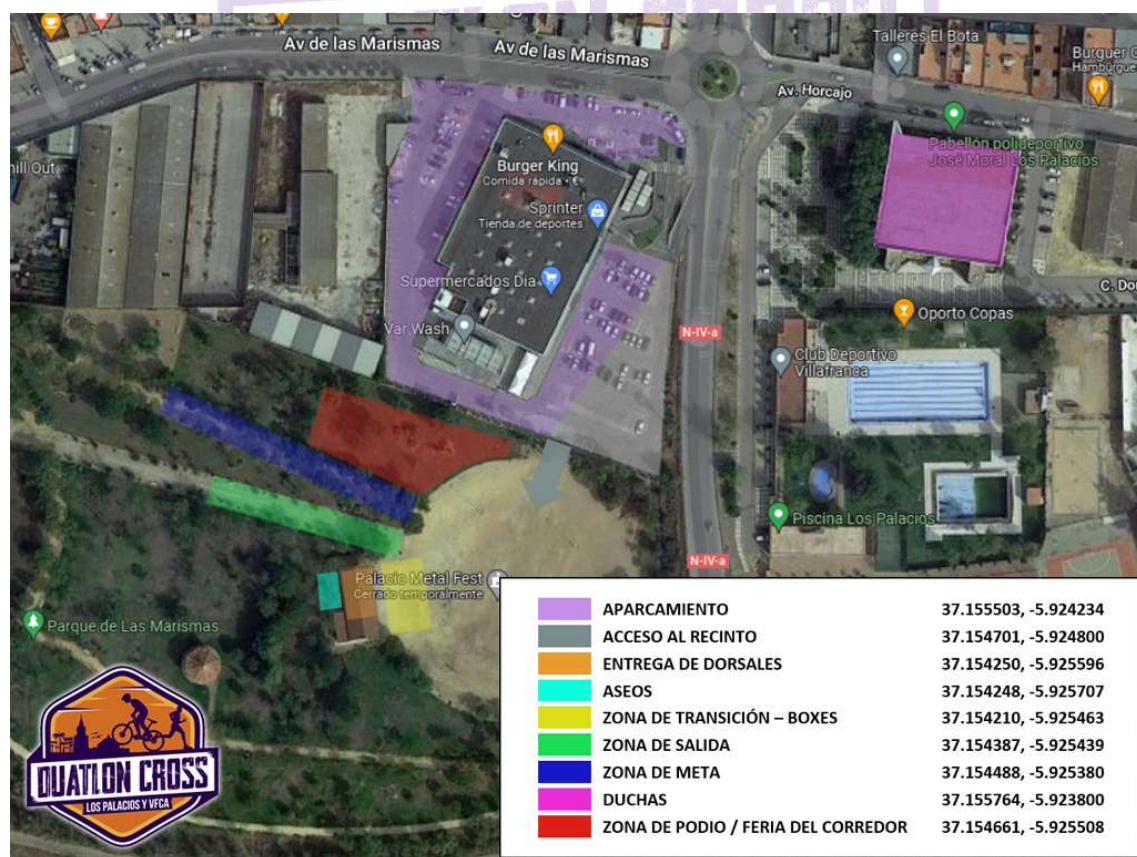 Av de las Marismas
Av de las Marismas
Talleres El Bota
Burguer
Hamburgue
Av. Horcajo
Pabellón polideportivo
José Moral Los Palacios
hill Out
Burger King
Comida rápida · €
Sprinter
Tienda de deportes
Supermercados Dia
C. Dou
Var Wash
N-IV-a
Oporto Copas
Club Deportivo
Villafranca
Piscina Los Palacios
N-IV-a
Palacio Metal Fest
Cerrado temporalmente
Parque de Las Marismas
APARCAMIENTO 37.155503, -5.924234
ACCESO AL RECINTO 37.154701, -5.924800
ENTREGA DE DORSALES 37.154250, -5.925596
ASEOS 37.154248, -5.925707
ZONA DE TRANSICIÓN – BOXES 37.154210, -5.925463
ZONA DE SALIDA 37.154387, -5.925439
ZONA DE META 37.154488, -5.925380
DUCHAS 37.155764, -5.923800
ZONA DE PODIO / FERIA DEL CORREDOR 37.154661, -5.925508
DUATLON CROSS
LOS PALACIOS Y VFCA